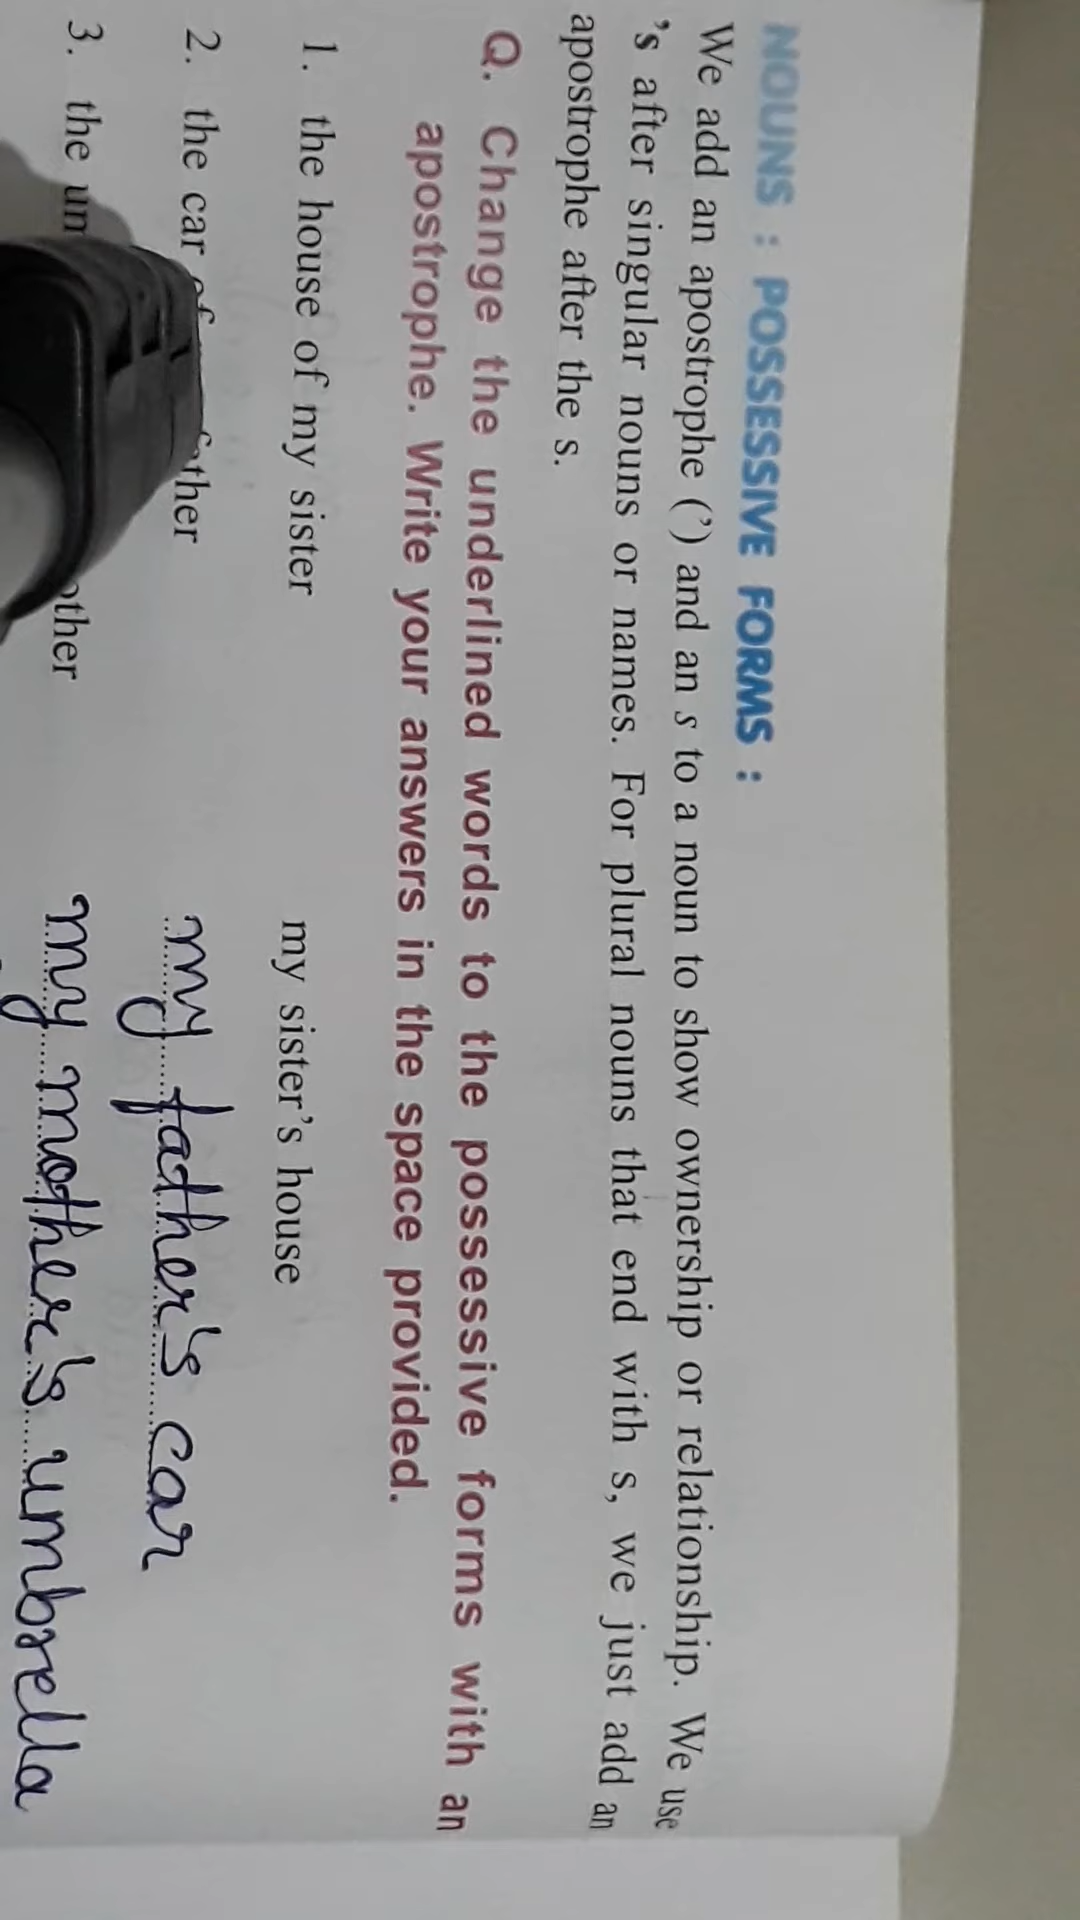 NOUNS : POSSESSIVE FORMS :
We add an apostrophe (’) and an s to a noun to show ownership or relationship. We use
’s after singular nouns or names. For plural nouns that end with s, we just add an
apostrophe after the s.
Q. Change the underlined words to the possessive forms with an
apostrophe. Write your answers in the space provided.
1. the house of my sister my sister’s house
2. the car of my father's car
3. the my mother's umbrella